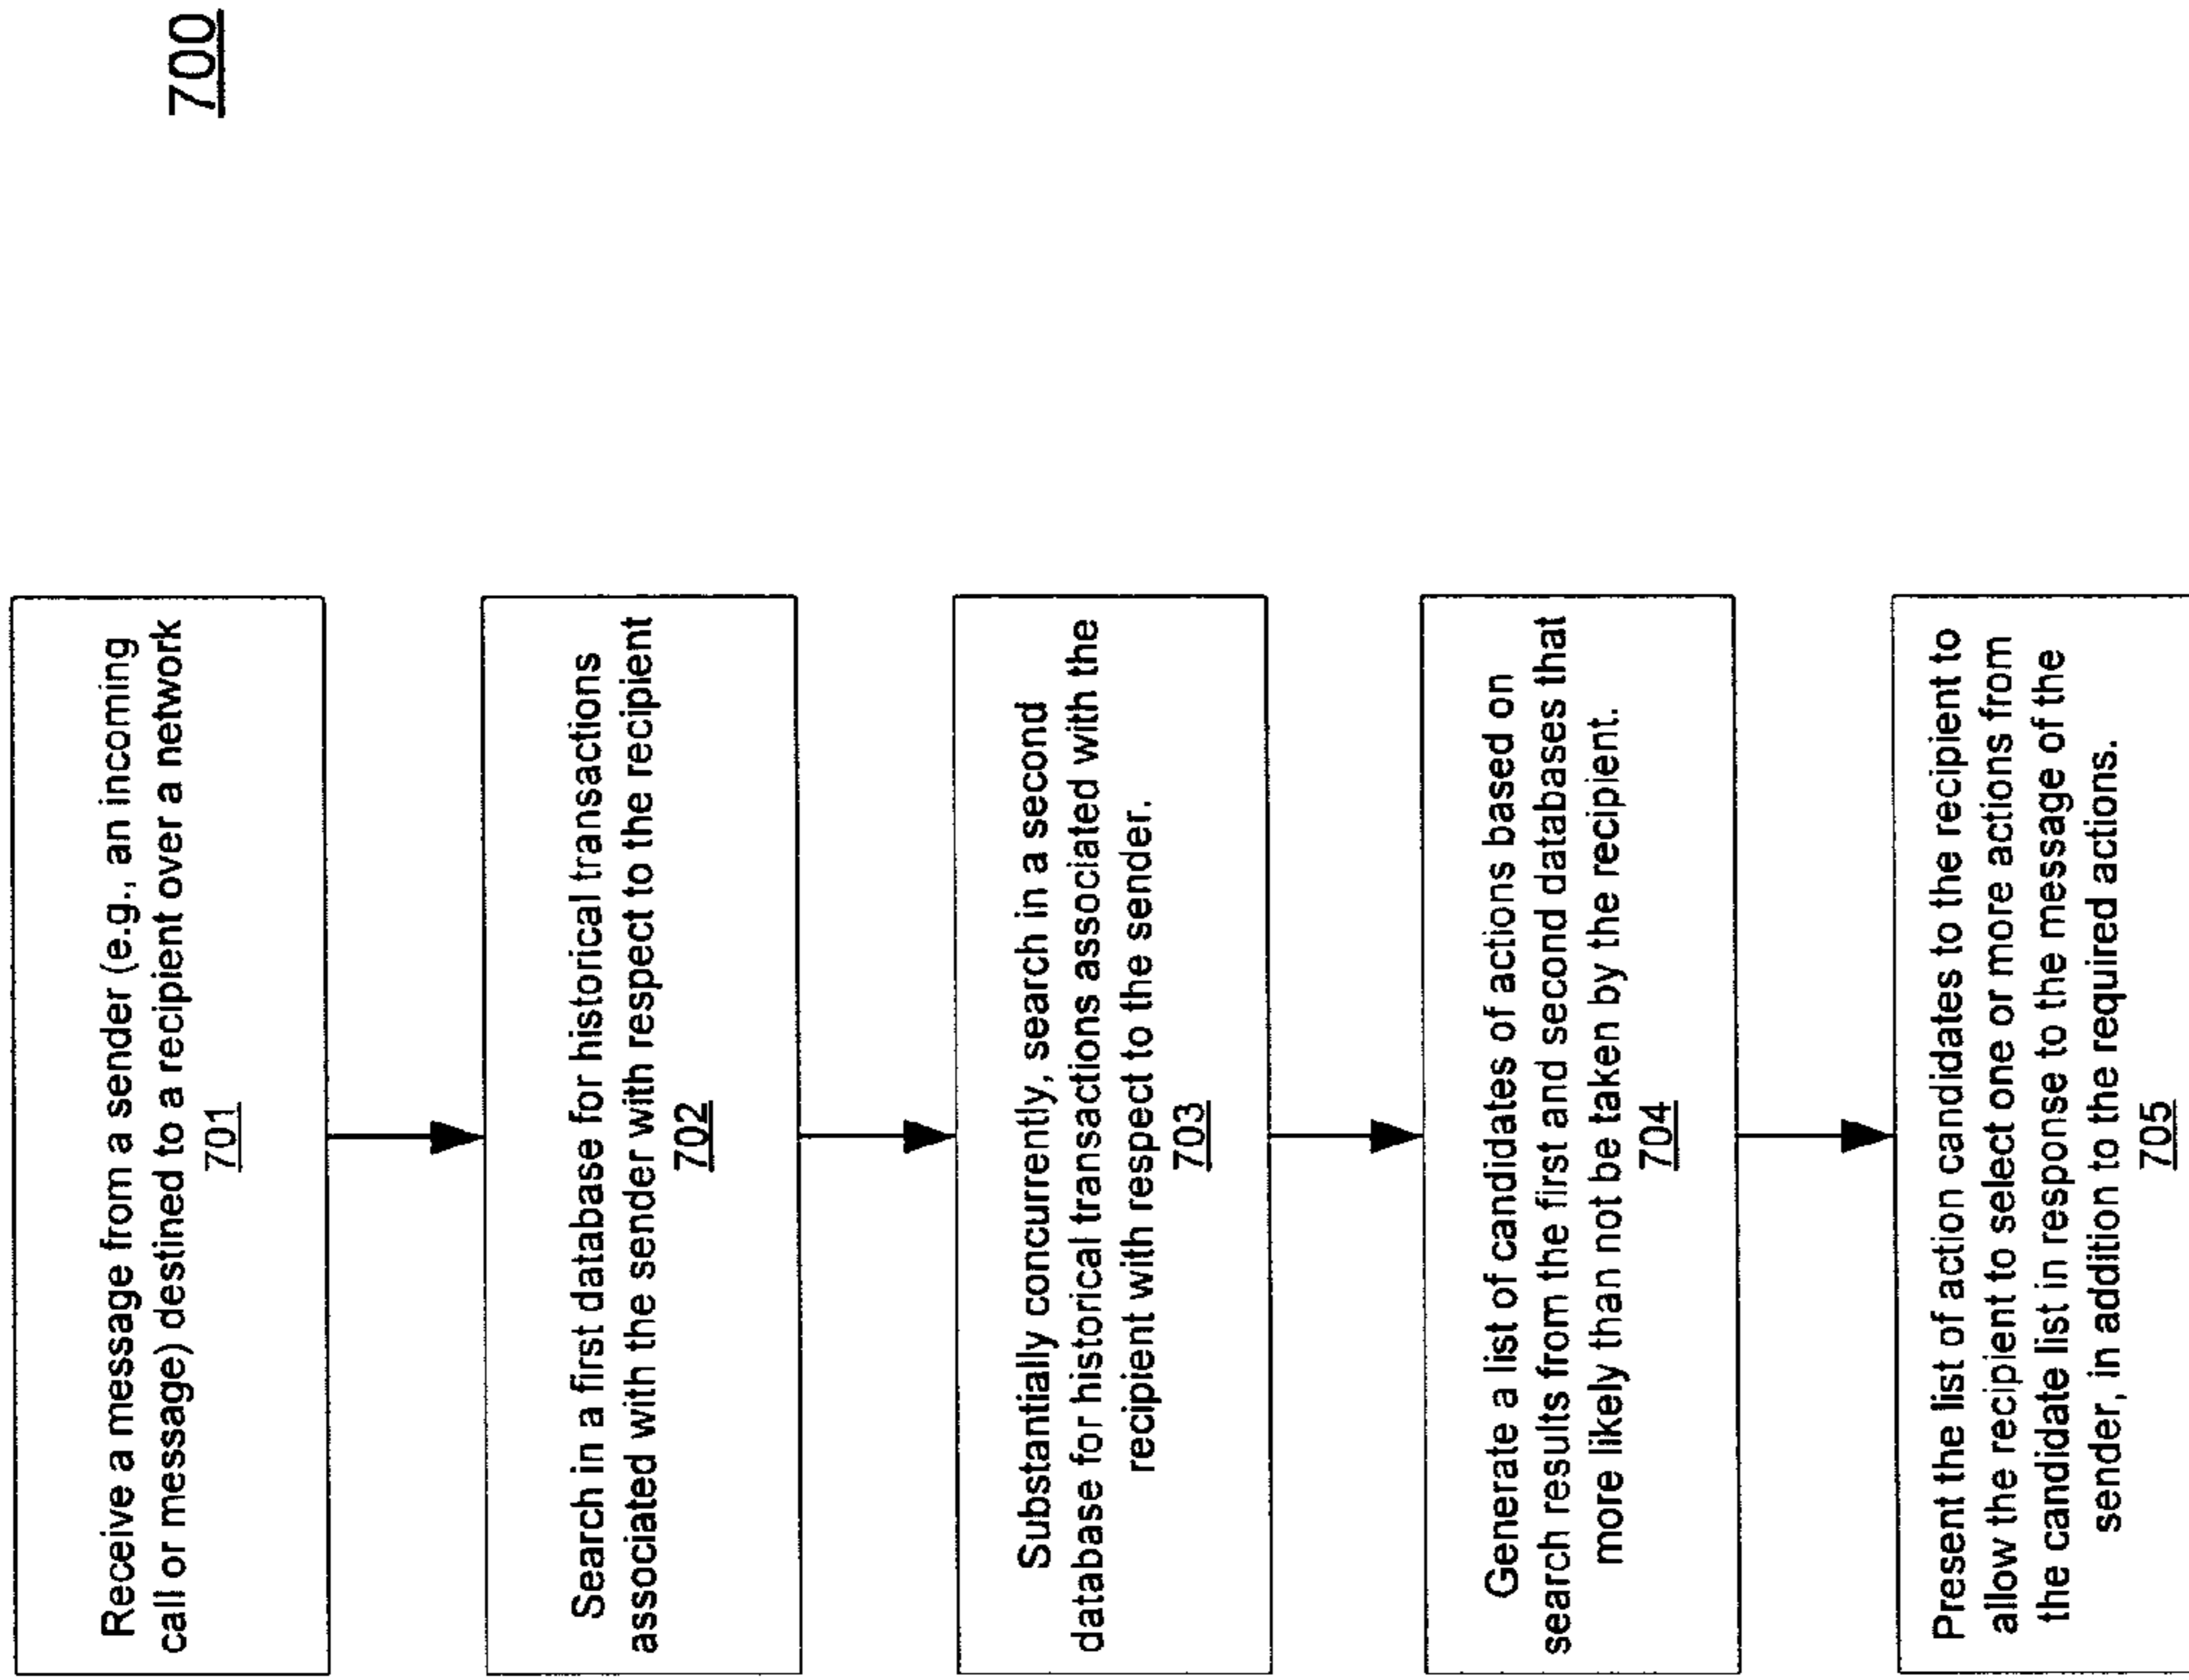 700
Receive a message from a sender (e.g., an incoming
call or message) destined to a recipient over a network
701
Search in a first database for historical transactions
associated with the sender with respect to the recipient
702
Substantially concurrently, search in a second
database for historical transactions associated with the
recipient with respect to the sender.
703
Generate a list of candidates of actions based on
search results from the first and second databases that
more likely than not be taken by the recipient.
704
Present the list of action candidates to the recipient to
allow the recipient to select one or more actions from
the candidate list in response to the message of the
sender, in addition to the required actions.
705